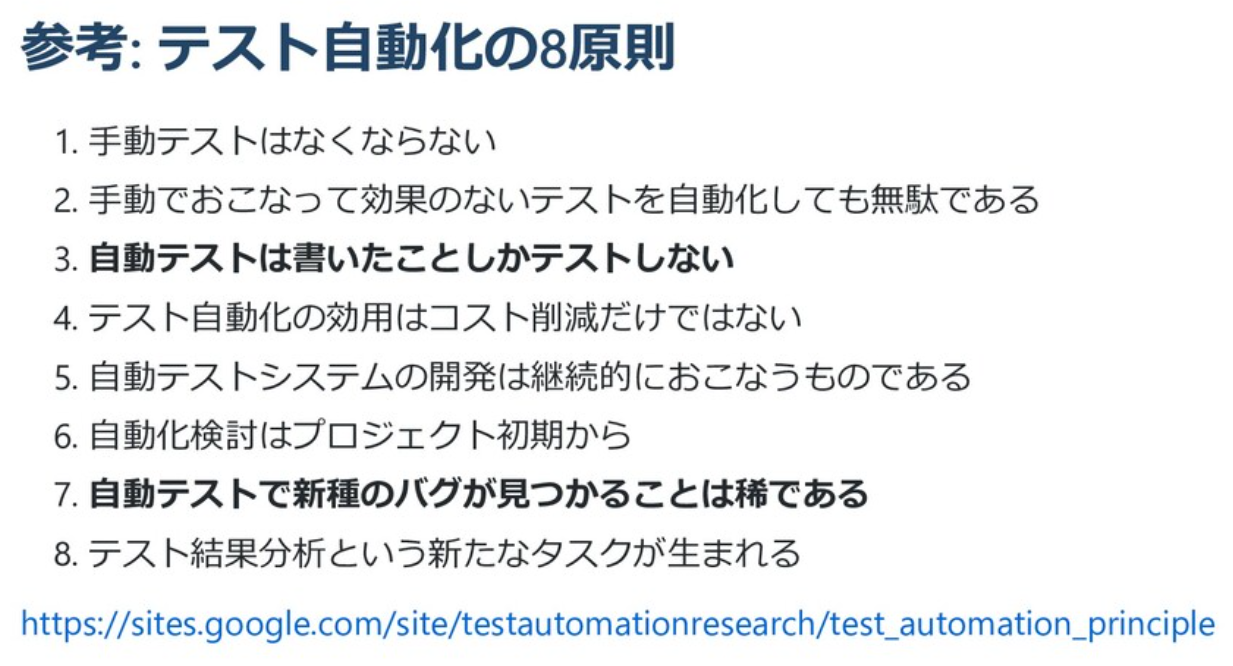 参考: テスト自動化の8原則
1. 手動テストはなくならない
2. 手動でおこなって効果のないテストを自動化しても無駄である
3. 自動テストは書いたことしかテストしない
4. テスト自動化の効用はコスト削減だけではない
5. 自動テストシステムの開発は継続的におこなうものである
6. 自動化検討はプロジェクト初期から
7. 自動テストで新種のバグが見つかることは稀である
8. テスト結果分析という新たなタスクが生まれる
https://sites.google.com/site/testautomationresearch/test_automation_principle